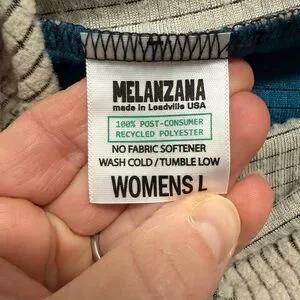 MELANZANA
made in Leadville USA
100% POST-CONSUMER
RECYCLED POLYESTER
NO FABRIC SOFTENER
WASH COLD / TUMBLE LOW
WOMENS L